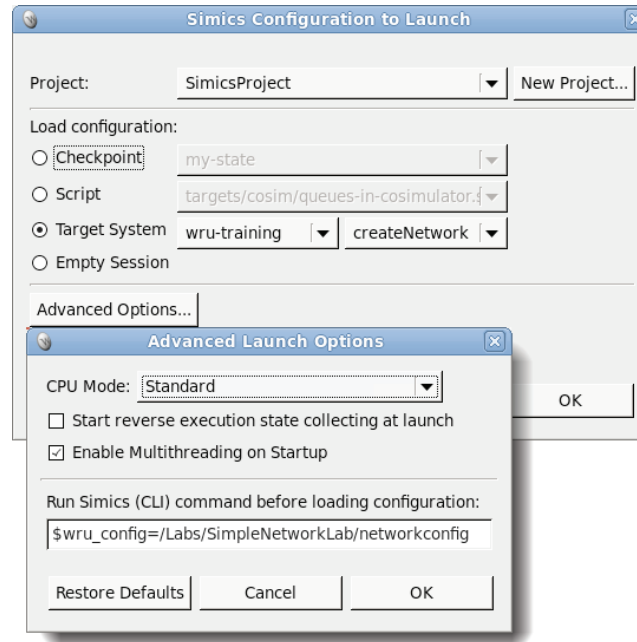 Simics Configuration to Launch
Project: SimicsProject New Project...
Load configuration:
Checkpoint my-state
Script targets/cosim/queues-in-cosimulator.s
Target System wru-training createNetwork
Empty Session
Advanced Options...
Advanced Launch Options
CPU Mode: Standard
OK
Start reverse execution state collecting at launch
Enable Multithreading on Startup
Run Simics (CLI) command before loading configuration:
$wru_config=/Labs/SimpleNetworkLab/networkconfig
Restore Defaults Cancel OK